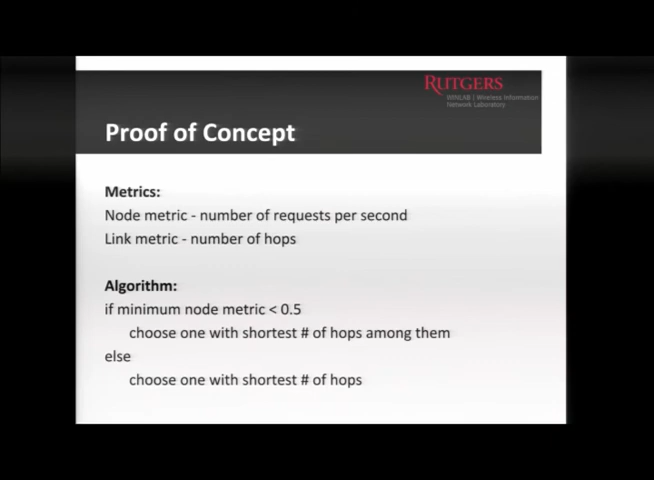 RUTGERS
WINLAB | Wireless Information
Network Laboratory
Proof of Concept
Metrics:
Node metric - number of requests per second
Link metric - number of hops
Algorithm:
if minimum node metric < 0.5
choose one with shortest # of hops among them
else
choose one with shortest # of hops